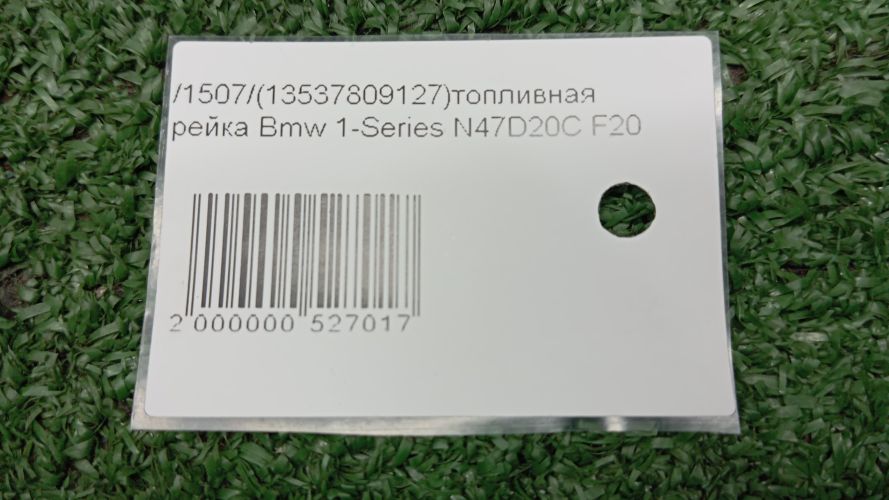 /1507/(13537809127)топливная
рейка Bmw 1-Series N47D20C F20
2 000000 527017